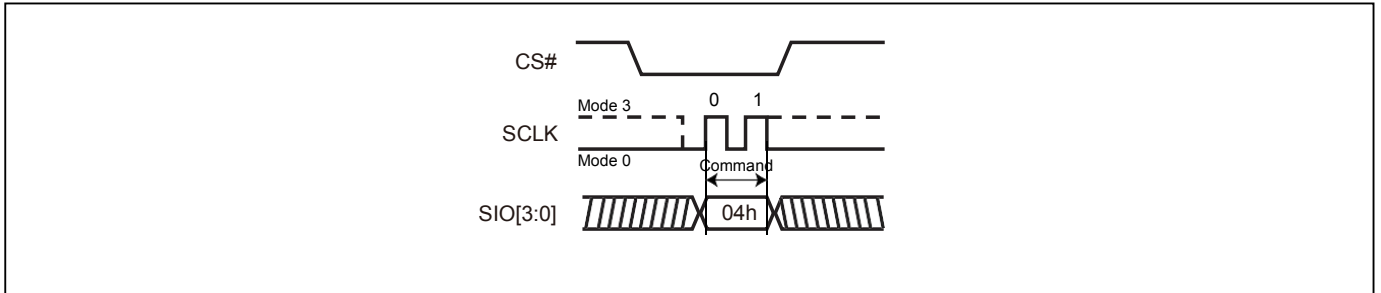 CS#
Mode 3
0 1
SCLK
Mode 0
Command
SIO[3:0]
04h